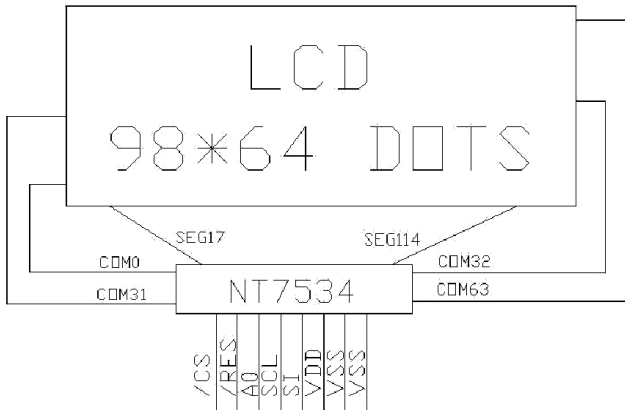 LCD
98*64 DOTS
SEG17 SEG114
COM0 COM32
COM31 NT7534 COM63
/CS /RES A0 SCL SI VDD VSS VSS